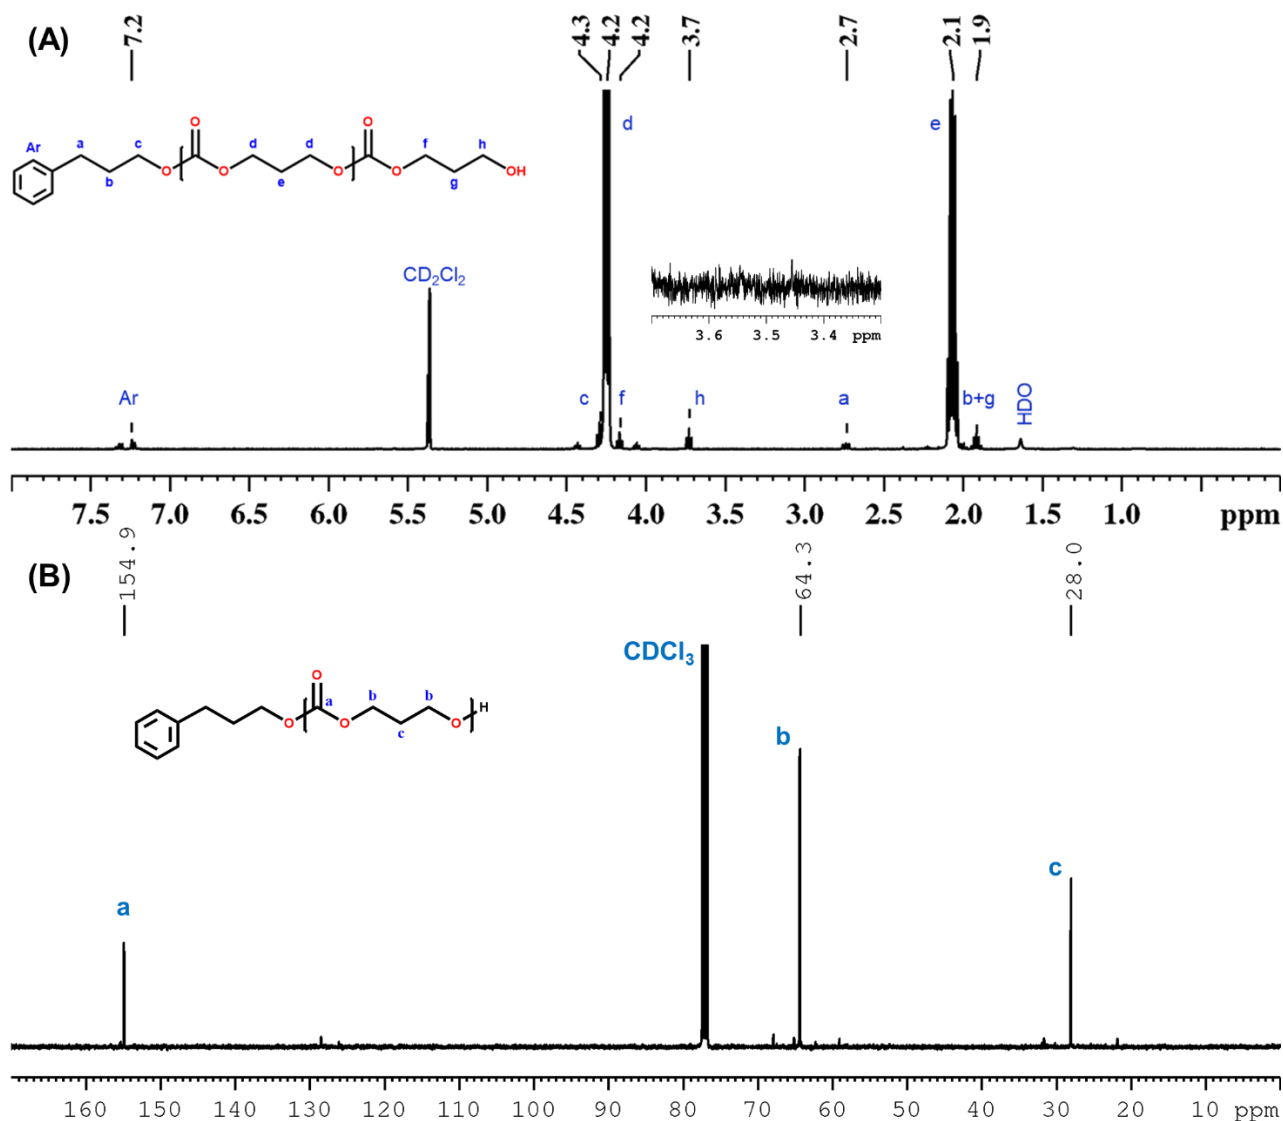 (A)
7.2
4.3
4.2
4.2
3.7
2.7
2.1
1.9
O O
Ar a c d d f h
O O O O OH
b e g
d e
CD2Cl2
3.6 3.5 3.4 ppm
Ar c f h a b+g HDO
7.5 7.0 6.5 6.0 5.5 5.0 4.5 4.0 3.5 3.0 2.5 2.0 1.5 1.0 ppm
(B)
154.9
64.3
28.0
CDCl3
O
a b b H
O O O
c
b
c
a
160 150 140 130 120 110 100 90 80 70 60 50 40 30 20 10 ppm